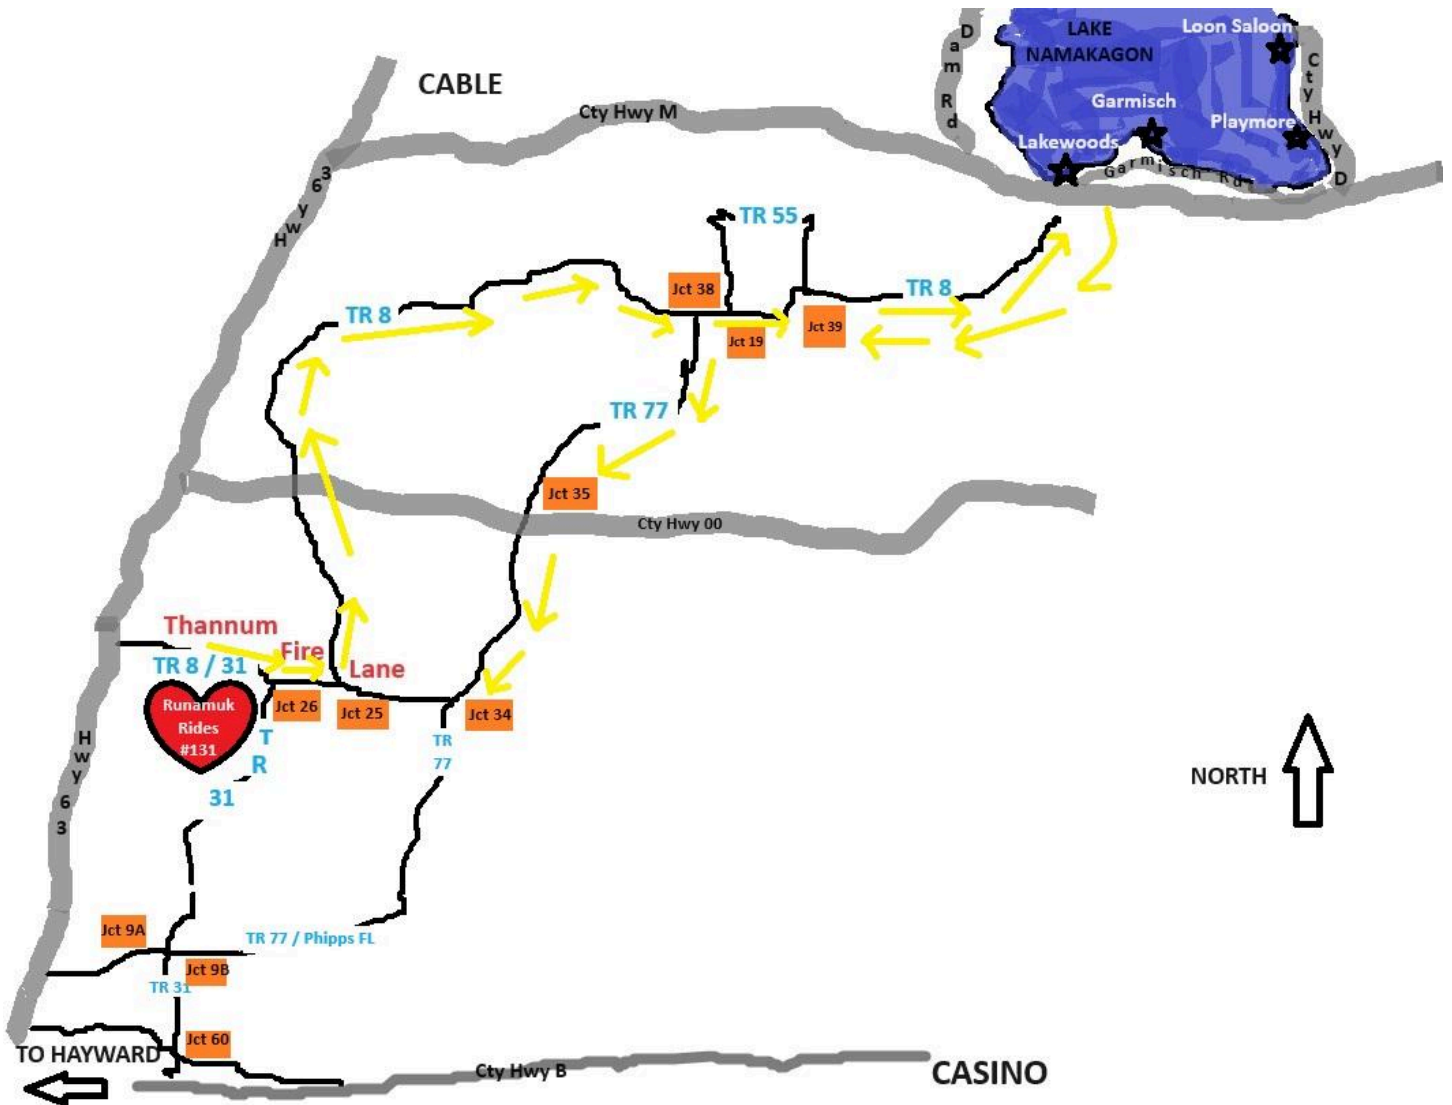 LAKE
NAMAKAGON
Loon Saloon
Dam Rd
Cty Hwy D
CABLE
Cty Hwy M
Garmisch
Playmore
Lakewoods
Garmisch Rd
Hwy 63
TR 55
Jct 38
TR 8
TR 8
Jct 39
Jct 19
TR 77
Jct 35
Cty Hwy 00
Thannum
Fire
Lane
TR 8 / 31
Runamuk
Rides
#131
Jct 26
Jct 25
Jct 34
TR
31
TR
77
Hwy 63
NORTH
Jct 9A
TR 77 / Phipps FL
Jct 9B
TR 31
Jct 60
TO HAYWARD
Cty Hwy B
CASINO